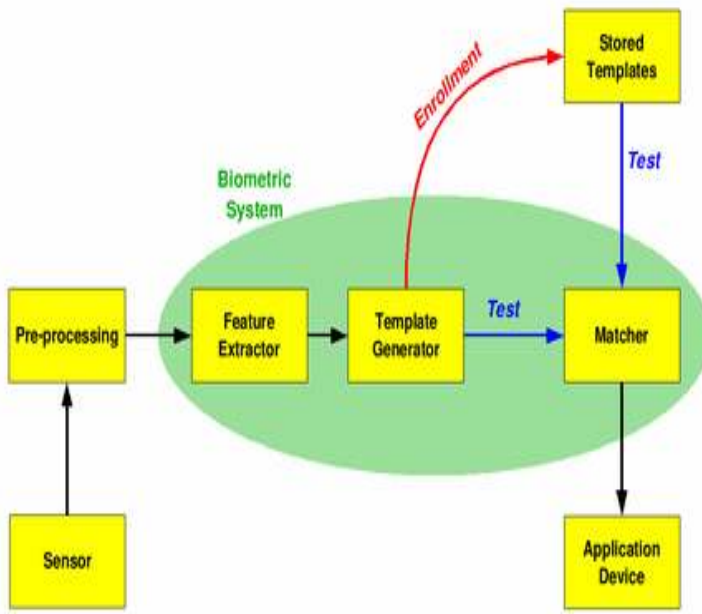 Stored
Templates
Enrollment
Test
Biometric
System
Pre-processing
Feature
Extractor
Template
Generator
Test
Matcher
Sensor
Application
Device